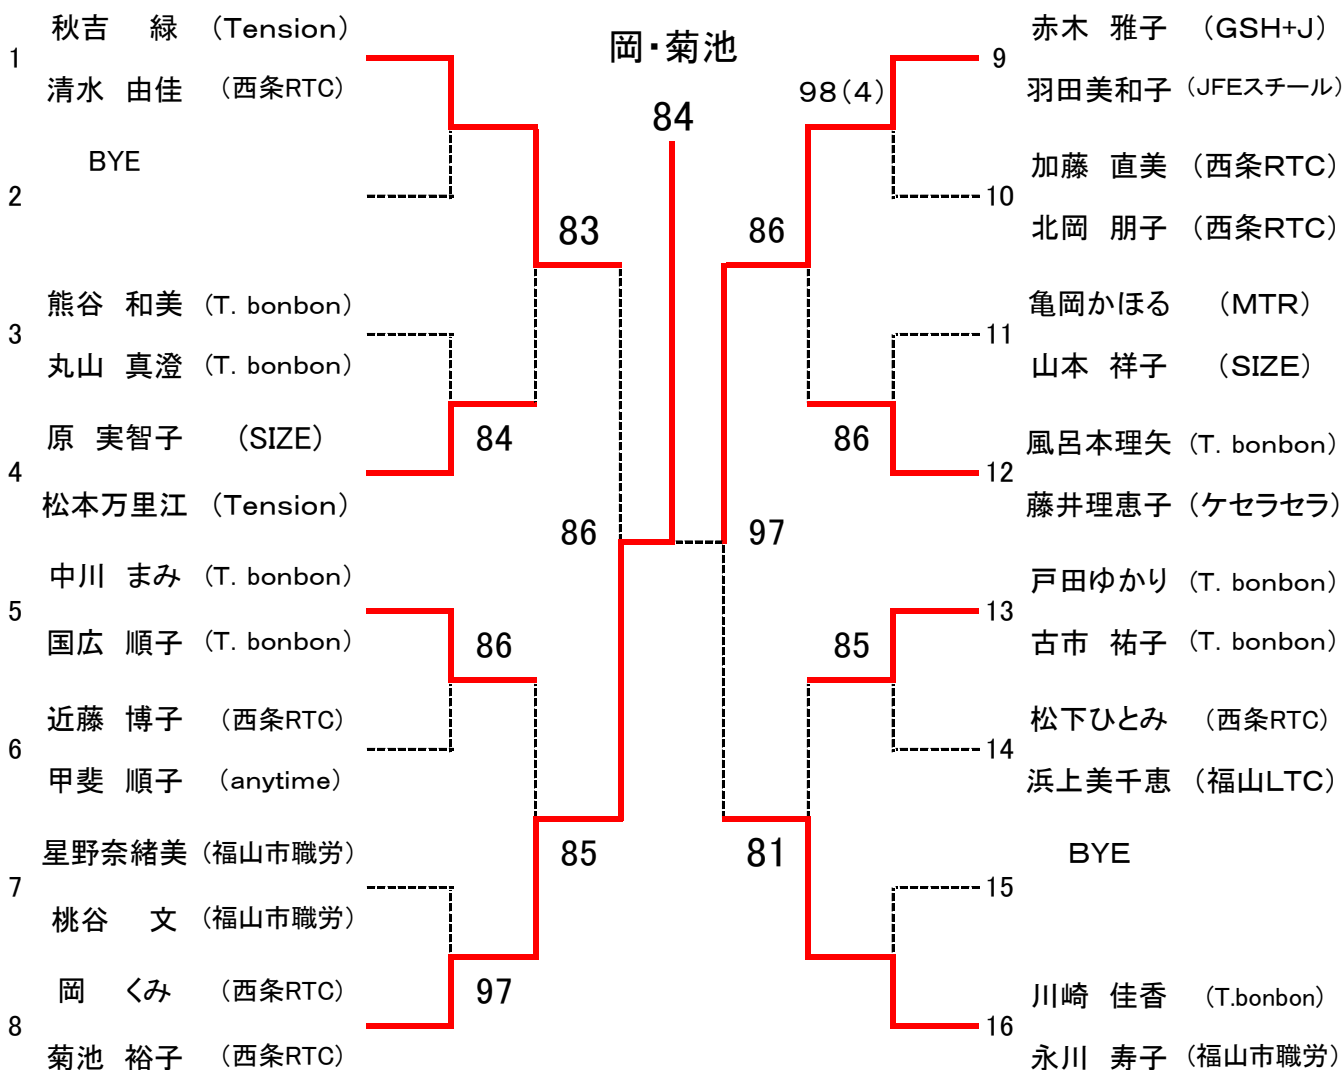 岡・菊池
84
秋吉 緑 (Tension)
1
清水 由佳 (西条RTC)
BYE
2
83
熊谷 和美 (T. bonbon)
3
丸山 真澄 (T. bonbon)
原 実智子 (SIZE)
84
4
松本万里江 (Tension)
86
中川 まみ (T. bonbon)
5
国広 順子 (T. bonbon)
86
近藤 博子 (西条RTC)
6
甲斐 順子 (anytime)
星野奈緒美 (福山市職労)
85
7
桃谷 文 (福山市職労)
岡 くみ (西条RTC)
97
8
菊池 裕子 (西条RTC)
赤木 雅子 (GSH+J)
9
98(4)
羽田美和子 (JFEスチール)
加藤 直美 (西条RTC)
10
86
北岡 朋子 (西条RTC)
亀岡かほる (MTR)
11
山本 祥子 (SIZE)
86
風呂本理矢 (T. bonbon)
12
藤井理恵子 (ケセラセラ)
97
戸田ゆかり (T. bonbon)
13
85
古市 祐子 (T. bonbon)
松下ひとみ (西条RTC)
14
浜上美千恵 (福山LTC)
81
BYE
15
川崎 佳香 (T.bonbon)
16
永川 寿子 (福山市職労)